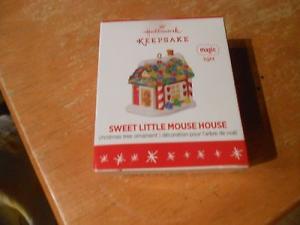 Hallmark
KEEPSAKE
magic
light
SWEET LITTLE MOUSE HOUSE
christmas tree ornament | décoration pour l'arbre de noël